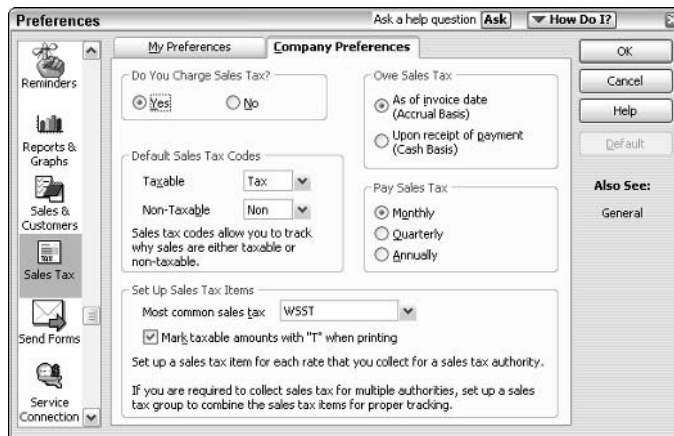 Preferences
Ask a help question Ask How Do I?
My Preferences
Company Preferences
Reminders
Reports &
Graphs
Sales &
Customers
Sales Tax
Send Forms
Service
Connection
Do You Charge Sales Tax?
Yes
No
Default Sales Tax Codes
Taxable
Tax
Non-Taxable
Non
Sales tax codes allow you to track
why sales are either taxable or
non-taxable.
Owe Sales Tax
As of invoice date
(Accrual Basis)
Upon receipt of payment
(Cash Basis)
Pay Sales Tax
Monthly
Quarterly
Annually
Set Up Sales Tax Items
Most common sales tax
WSST
Mark taxable amounts with "T" when printing
Set up a sales tax item for each rate that you collect for a sales tax authority.
If you are required to collect sales tax for multiple authorities, set up a sales
tax group to combine the sales tax items for proper tracking.
OK
Cancel
Help
Default
Also See:
General